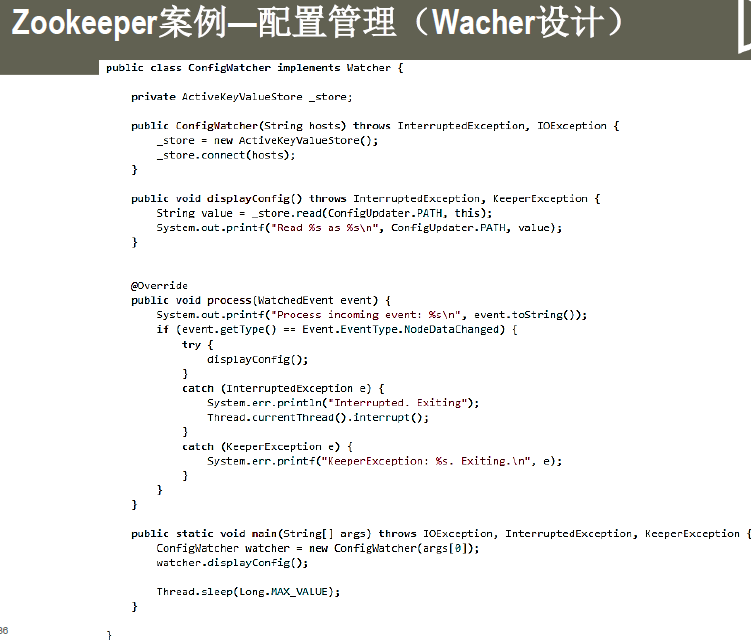 Zookeeper案例—配置管理（Wacher设计）
public class ConfigWatcher implements Watcher {
private ActiveKeyValueStore _store;
public ConfigWatcher(String hosts) throws InterruptedException, IOException {
_store = new ActiveKeyValueStore();
_store.connect(hosts);
}
public void displayConfig() throws InterruptedException, KeeperException {
String value = _store.read(ConfigUpdater.PATH, this);
System.out.printf("Read %s as %s\n", ConfigUpdater.PATH, value);
}
@Override
public void process(WatchedEvent event) {
System.out.printf("Process incoming event: %s\n", event.toString());
if (event.getType() == Event.EventType.NodeDataChanged) {
try {
displayConfig();
}
catch (InterruptedException e) {
System.err.println("Interrupted. Exiting");
Thread.currentThread().interrupt();
}
catch (KeeperException e) {
System.err.printf("KeeperException: %s. Exiting.\n", e);
}
}
}
public static void main(String[] args) throws IOException, InterruptedException, KeeperException {
ConfigWatcher watcher = new ConfigWatcher(args[0]);
watcher.displayConfig();
Thread.sleep(Long.MAX_VALUE);
}
}